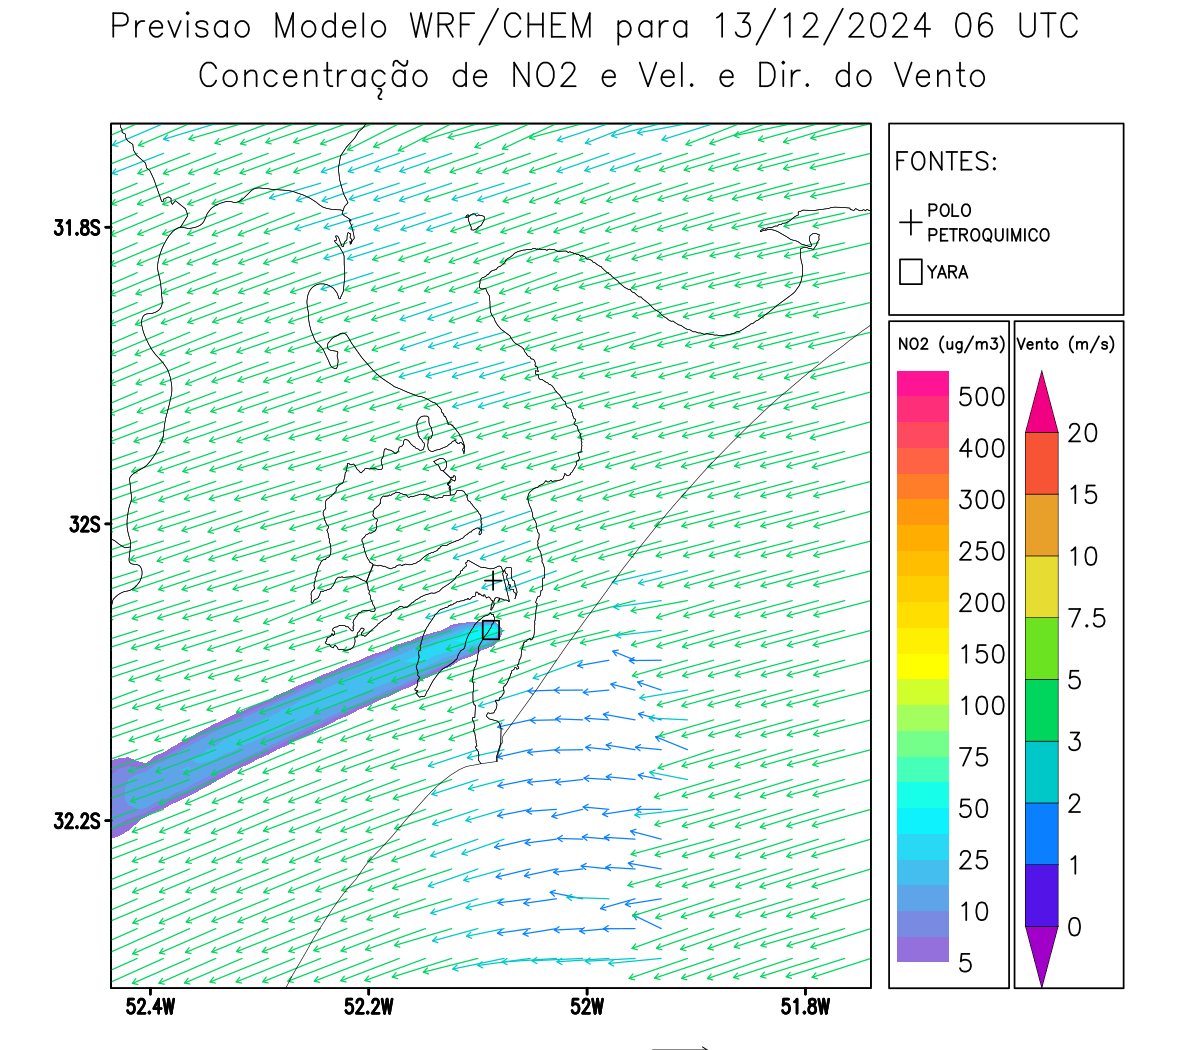 Previsao Modelo WRF/CHEM para 13/12/2024 06 UTC
Concentração de NO2 e Vel. e Dir. do Vento
FONTES:
POLO
PETROQUIMICO
YARA
NO2 (ug/m3)
500
400
300
250
200
150
100
75
50
25
10
5
Vento (m/s)
20
15
10
7.5
5
3
2
1
0
31.8S
32S
32.2S
52.4W
52.2W
52W
51.8W